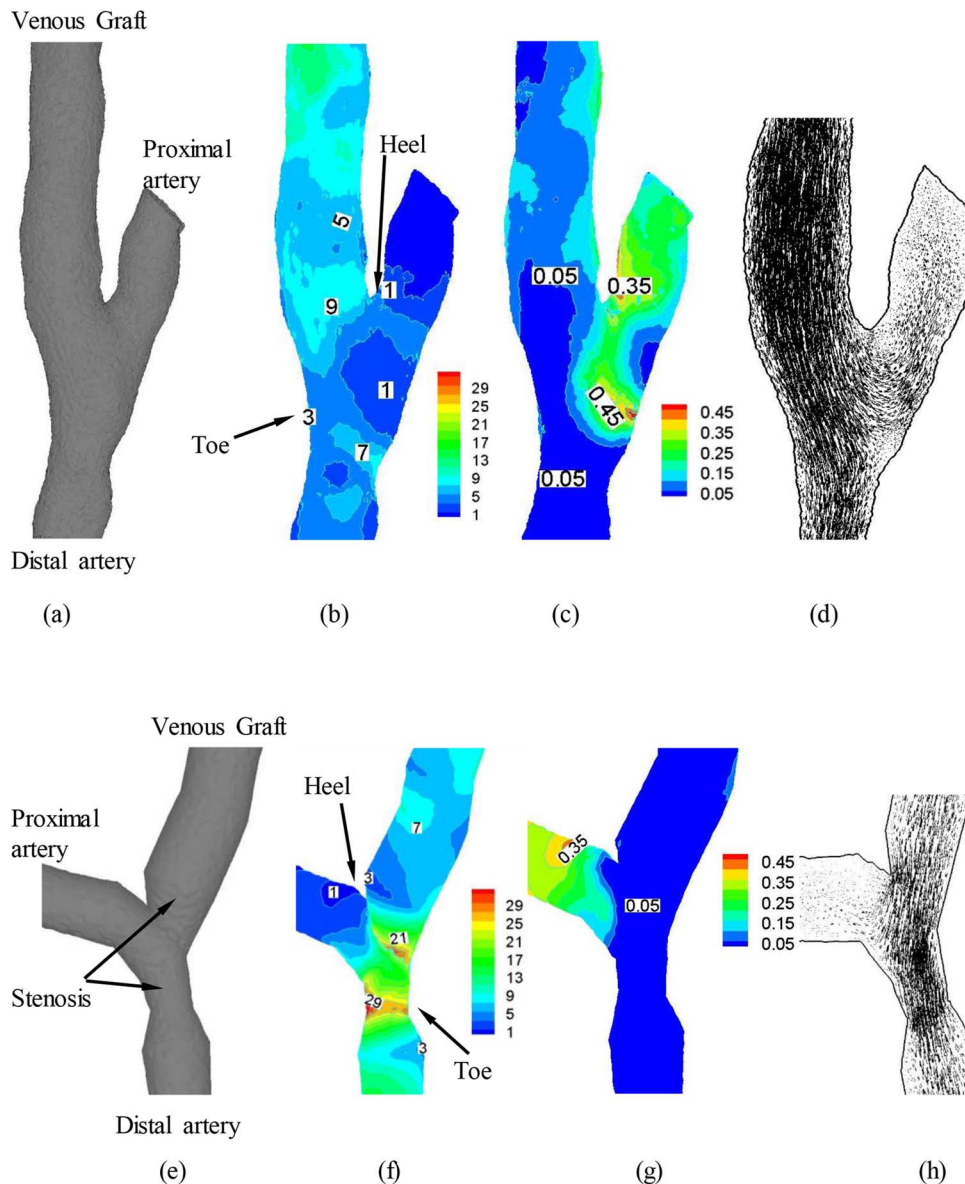 Venous Graft
Proximal
artery
Distal artery
(a)
Heel
5
9
1
1
3
Toe
7
29
25
21
17
13
9
5
1
(b)
0.05
0.35
0.45
0.05
0.45
0.35
0.25
0.15
0.05
(c)
(d)
Venous Graft
Proximal
artery
Stenosis
Distal artery
(e)
Heel
7
3
1
21
29
3
Toe
29
25
21
17
13
9
5
1
(f)
0.35
0.05
0.45
0.35
0.25
0.15
0.05
(g)
(h)